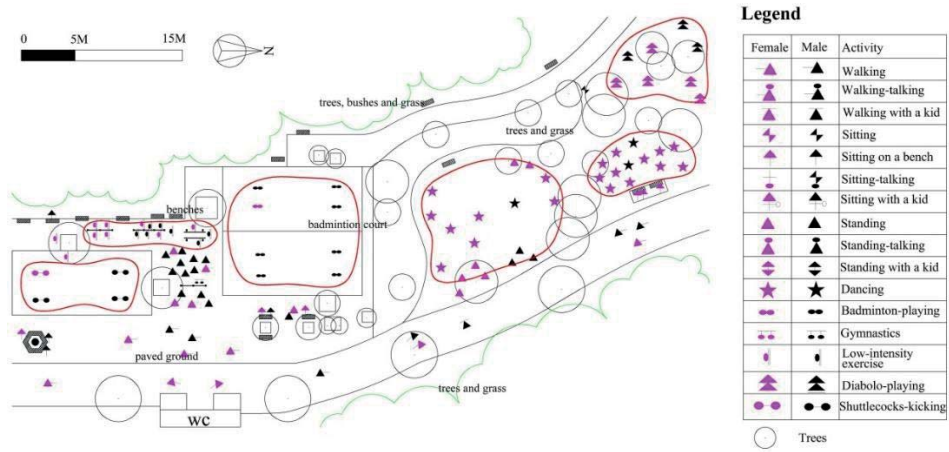 0 5M 15M
N
trees, bushes and grass
trees and grass
benches
badmintion court
paved ground
trees and grass
WC
Legend
Female Male Activity
Walking
Walking-talking
Walking with a kid
Sitting
Sitting on a bench
Sitting-talking
Sitting with a kid
Standing
Standing-talking
Standing with a kid
Dancing
Badminton-playing
Gymnastics
Low-intensity
exercise
Diabolo-playing
Shuttlecocks-kicking
Trees